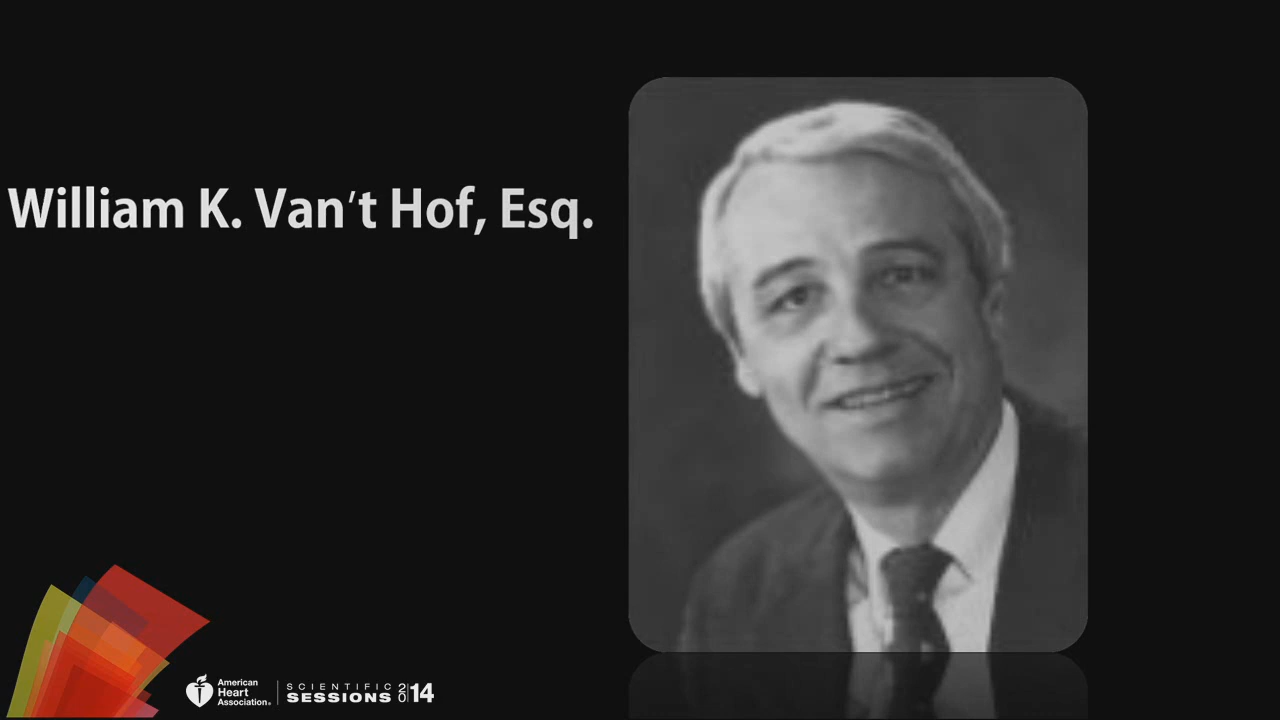 William K. Van't Hof, Esq.
American
Heart
Association®
SCIENTIFIC
SESSIONS 2014